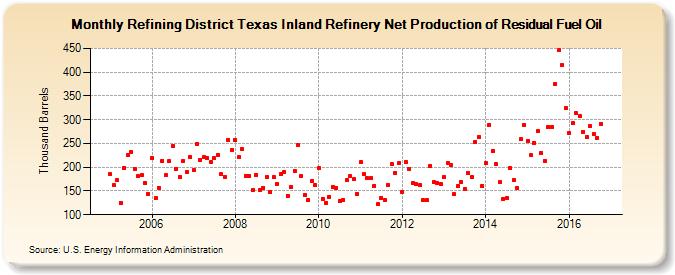 Monthly Refining District Texas Inland Refinery Net Production of Residual Fuel Oil
Thousand Barrels
450
400
350
300
250
200
150
100
2006 2008 2010 2012 2014 2016
Source: U.S. Energy Information Administration